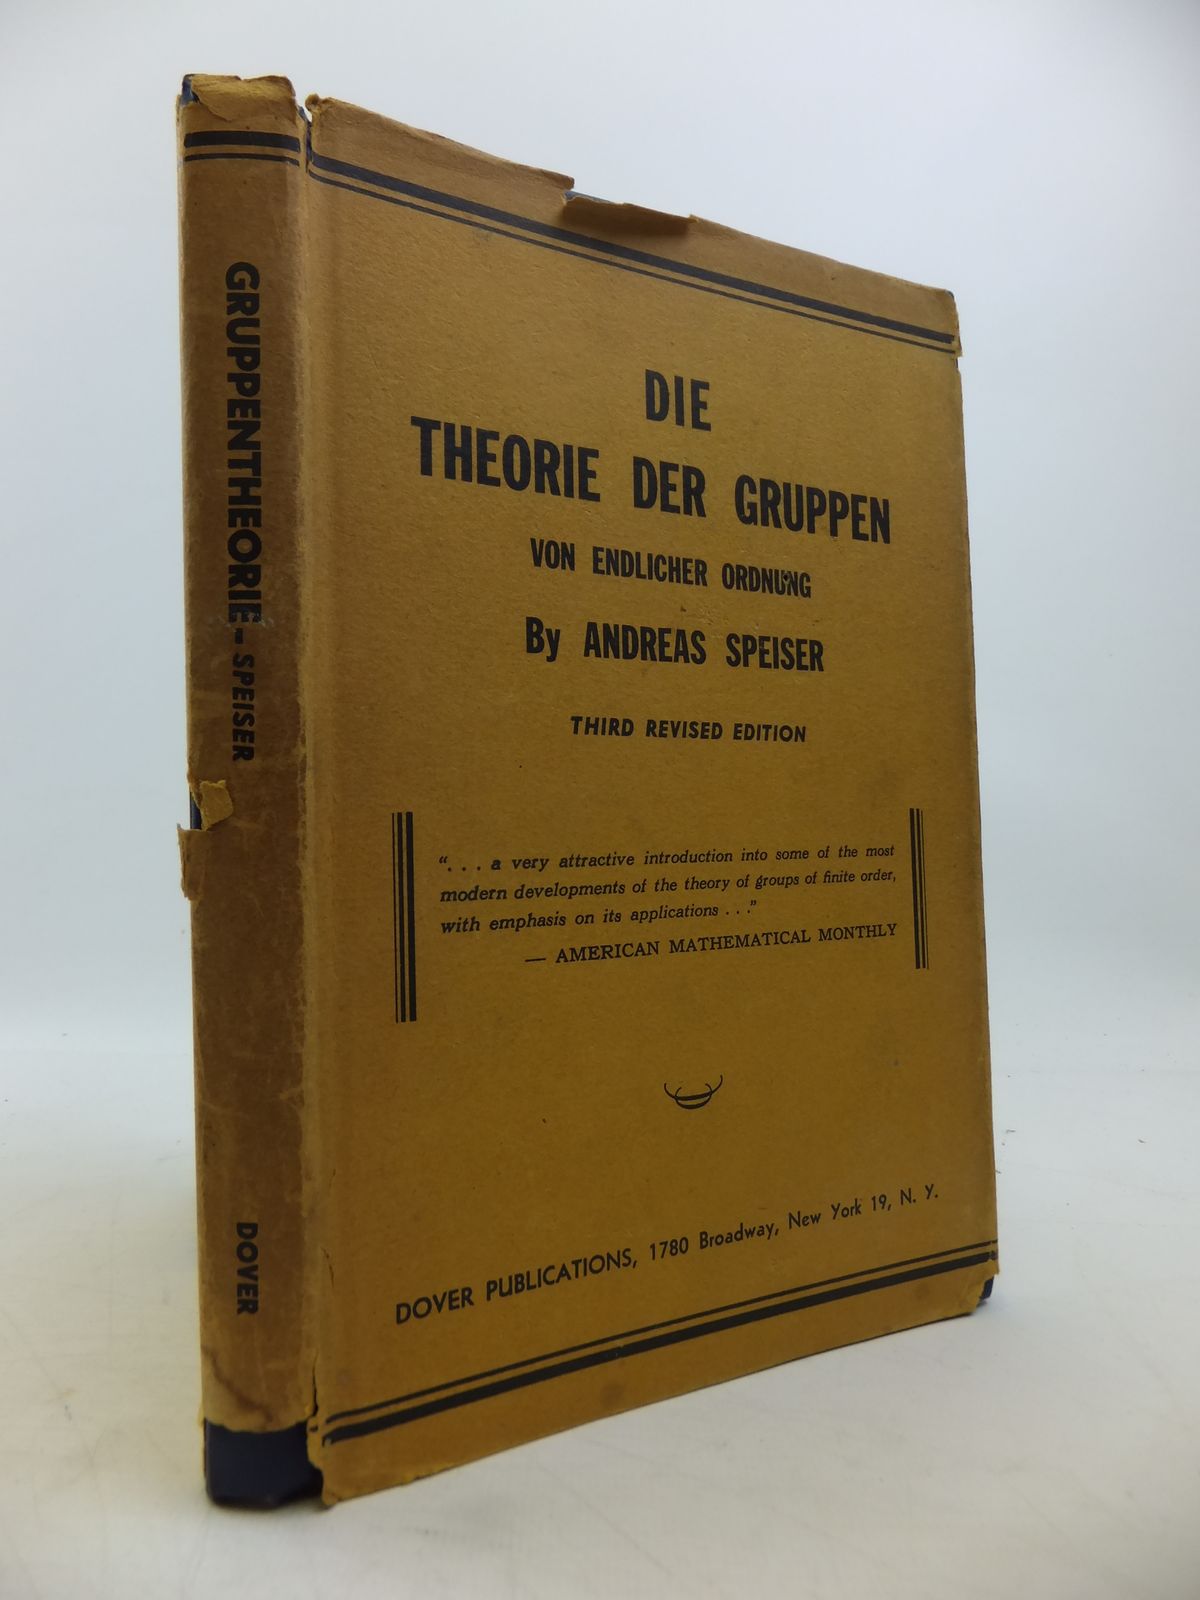 GRUPPENTHEORIE - SPEISER
DOVER
DIE
THEORIE DER GRUPPEN
VON ENDLICHER ORDNUNG
By ANDREAS SPEISER
THIRD REVISED EDITION
". . . a very attractive introduction into some of the most
modern developments of the theory of groups of finite order,
with emphasis on its applications . . ."
— AMERICAN MATHEMATICAL MONTHLY
DOVER PUBLICATIONS, 1780 Broadway, New York 19, N. Y.